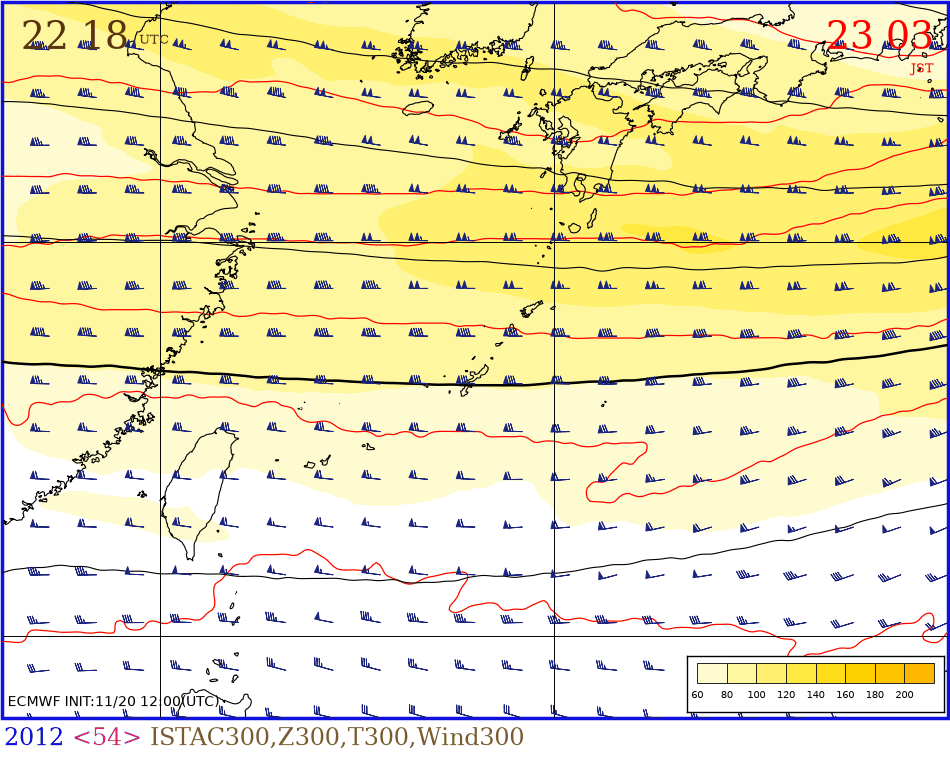 22 18 UTC
23 03 JST
ECMWF INIT:11/20 12:00(UTC)
60 80 100 120 140 160 180 200
2012 <54> ISTAC300,Z300,T300,Wind300